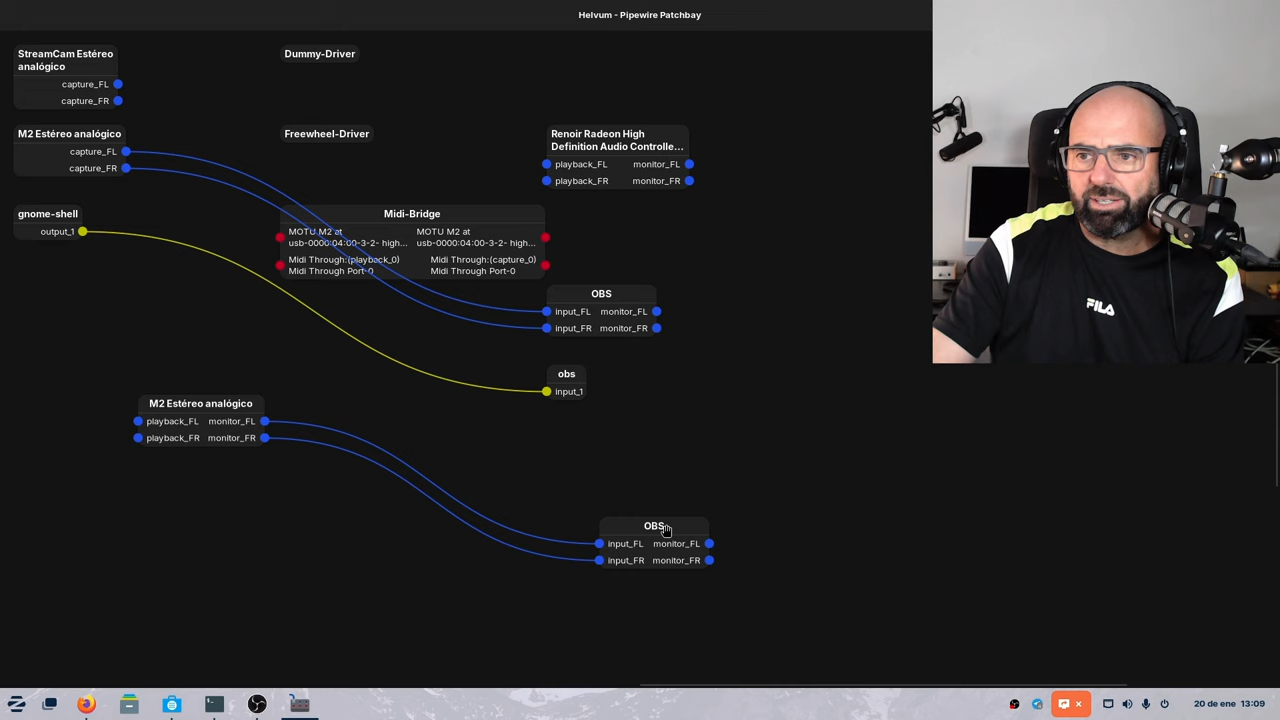 Helvum - Pipewire Patchbay
StreamCam Estéreo
analógico
capture_FL
capture_FR
Dummy-Driver
M2 Estéreo analógico
capture_FL
capture_FR
Freewheel-Driver
Renoir Radeon High
Definition Audio Controlle...
playback_FL monitor_FL
playback_FR monitor_FR
gnome-shell
output_1
Midi-Bridge
MOTU M2 at MOTU M2 at
usb-0000:04:00-3-2- high... usb-0000:04:00-3-2- high...
Midi Through:(playback_0) Midi Through:(capture_0)
Midi Through Port-0 Midi Through Port-0
OBS
input_FL monitor_FL
input_FR monitor_FR
obs
input_1
M2 Estéreo analógico
playback_FL monitor_FL
playback_FR monitor_FR
OBS
input_FL monitor_FL
input_FR monitor_FR
FILA
20 de ene 13:09